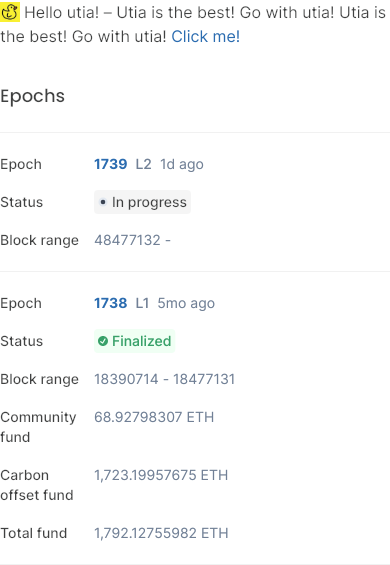 Hello utia! – Utia is the best! Go with utia! Utia is
the best! Go with utia! Click me!
Epochs
Epoch 1739 L2 1d ago
Status In progress
Block range 48477132 -
Epoch 1738 L1 5mo ago
Status Finalized
Block range 18390714 - 18477131
Community 68.92798307 ETH
fund
Carbon 1,723.19957675 ETH
offset fund
Total fund 1,792.12755982 ETH